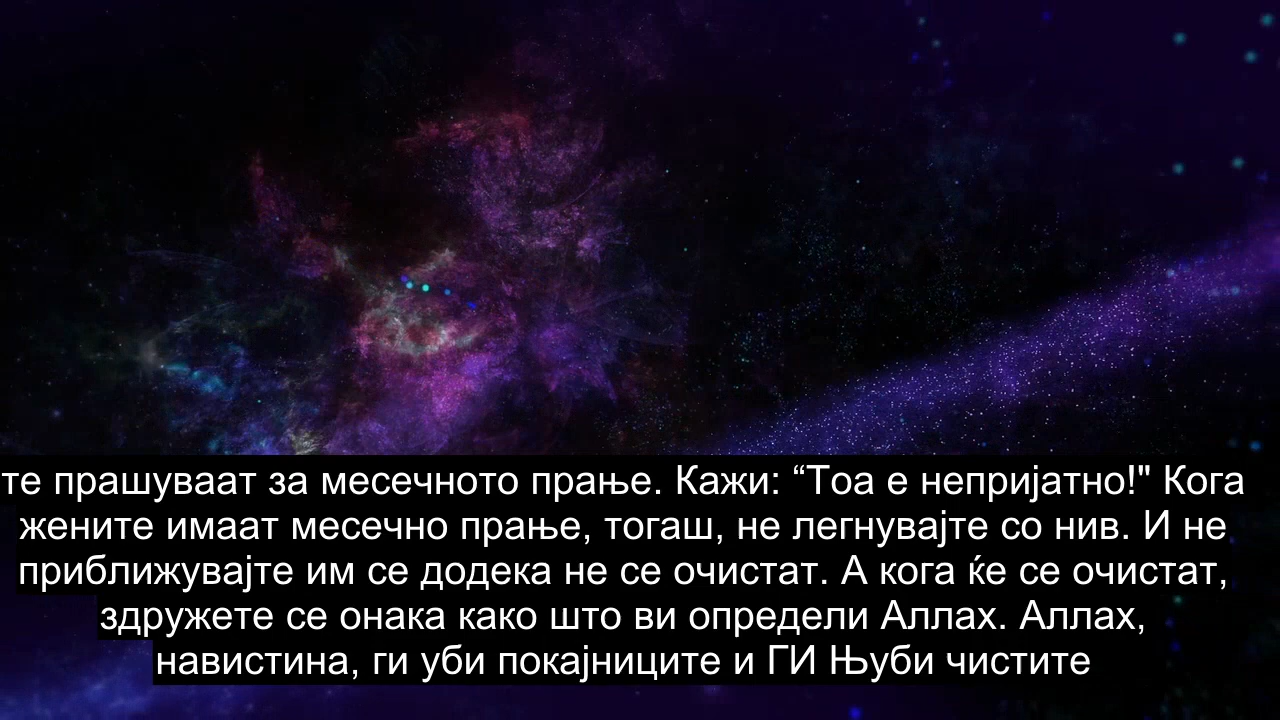 те прашуваат за месечното прање. Кажи: “Тоа е непријатно!" Кога
жените имаат месечно прање, тогаш, не легнувајте со нив. И не
приближувајте им се додека не се очистат. А кога ќе се очистат,
здружете се онака како што ви определи Аллах. Аллах,
навистина, ги уби покајниците и ГИ Њуби чистите